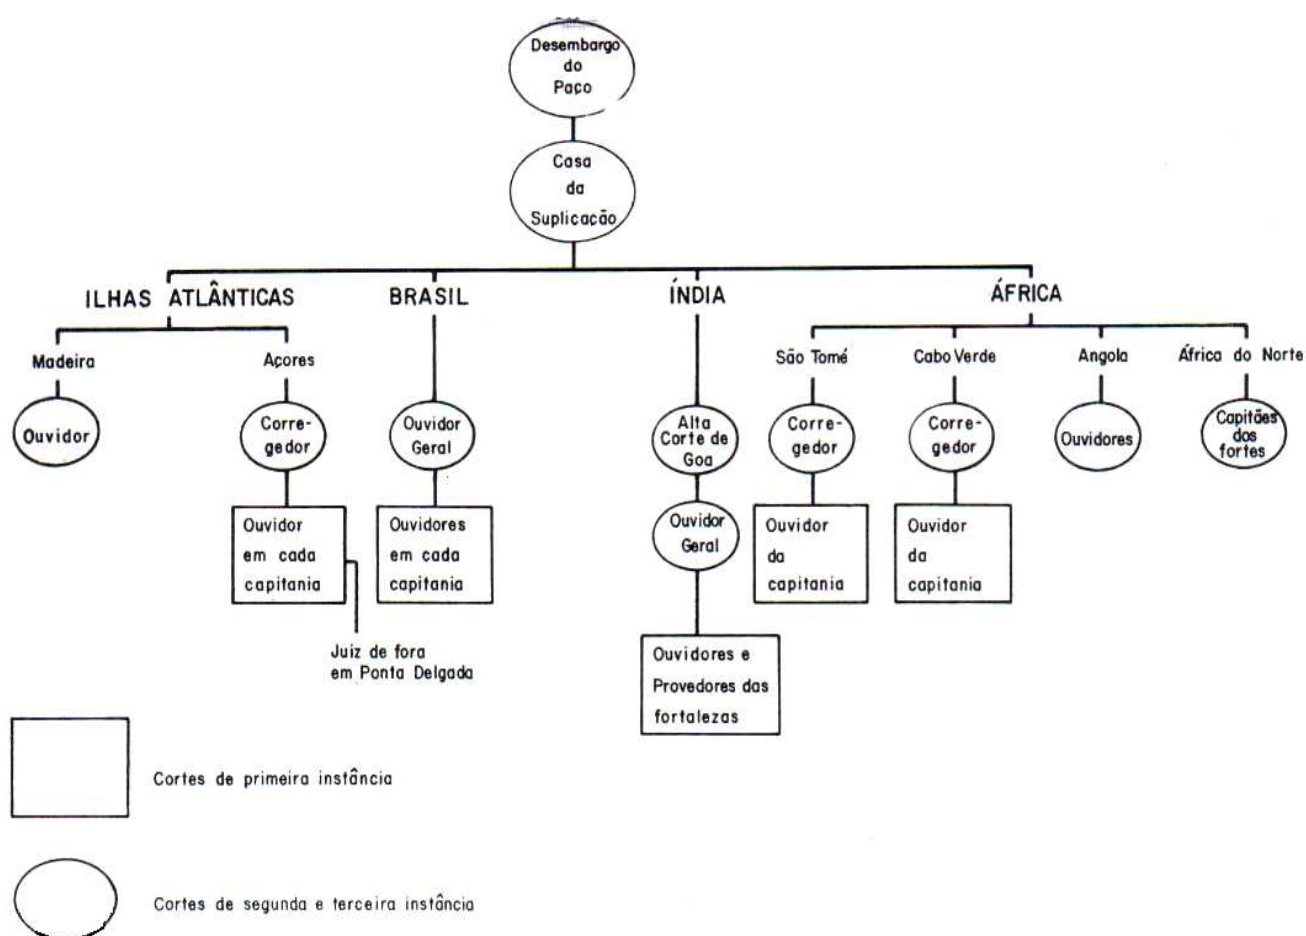 Desembargo
do
Paço
Casa
da
Suplicação
ILHAS ATLÂNTICAS
BRASIL
ÍNDIA
ÁFRICA
Madeira
Açores
São Tomé
Cabo Verde
Angola
África do Norte
Ouvidor
Corre-
gedor
Ouvidor
Geral
Alta
Corte de
Goa
Corre-
gedor
Corre-
gedor
Ouvidores
Capitães
dos
fortes
Ouvidor
em cada
capitania
Ouvidores
em cada
capitania
Ouvidor
Geral
Ouvidor
da
capitania
Ouvidor
da
capitania
Juiz de fora
em Ponta Delgada
Ouvidores e
Provedores das
fortalezas
Cortes de primeira instância
Cortes de segunda e terceira instância